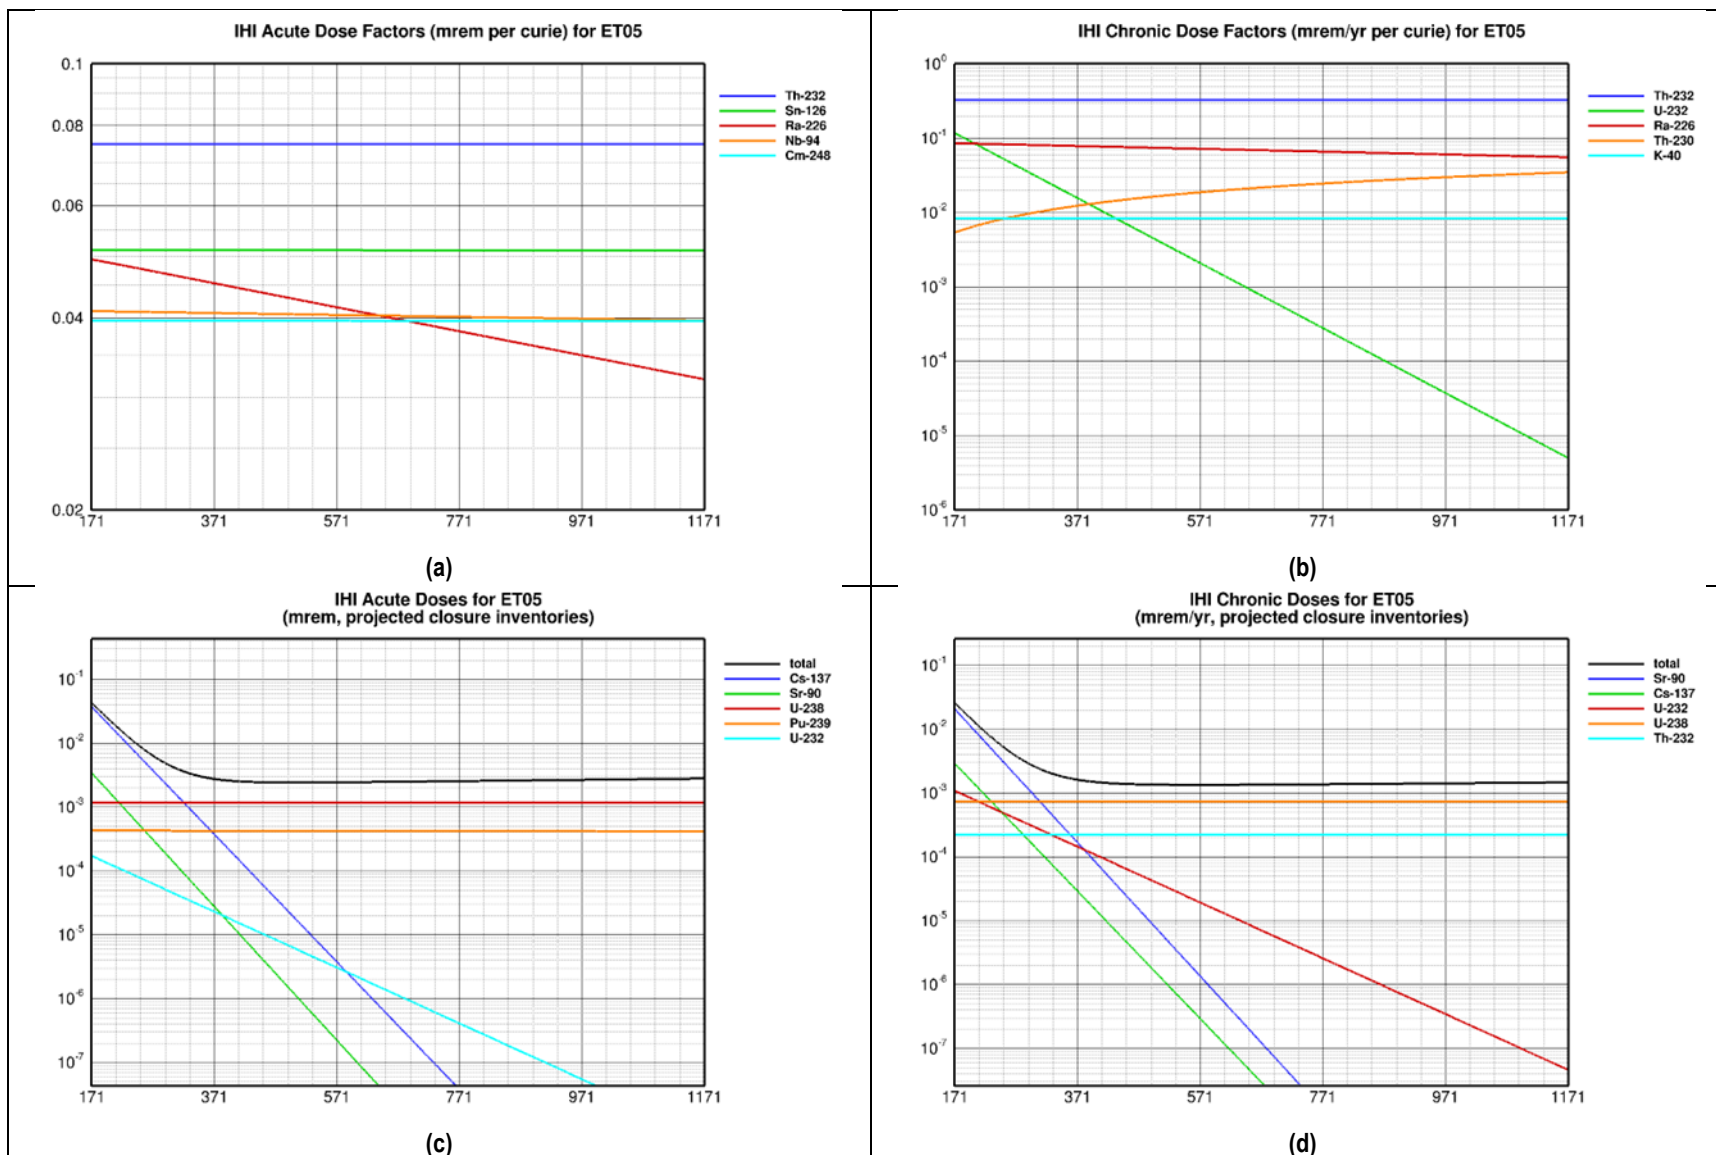 IHI Acute Dose Factors (mrem per curie) for ET05
0.1
0.08
0.06
0.04
0.02
171 371 571 771 971 1171
Th-232
Sn-126
Ra-226
Nb-94
Cm-248
(a)
IHI Chronic Dose Factors (mrem/yr per curie) for ET05
10⁰
10⁻¹
10⁻²
10⁻³
10⁻⁴
10⁻⁵
10⁻⁶
171 371 571 771 971 1171
Th-232
U-232
Ra-226
Th-230
K-40
(b)
IHI Acute Doses for ET05
(mrem, projected closure inventories)
10⁻¹
10⁻²
10⁻³
10⁻⁴
10⁻⁵
10⁻⁶
10⁻⁷
171 371 571 771 971 1171
total
Cs-137
Sr-90
U-238
Pu-239
U-232
(c)
IHI Chronic Doses for ET05
(mrem/yr, projected closure inventories)
10⁻¹
10⁻²
10⁻³
10⁻⁴
10⁻⁵
10⁻⁶
10⁻⁷
171 371 571 771 971 1171
total
Sr-90
Cs-137
U-232
U-238
Th-232
(d)